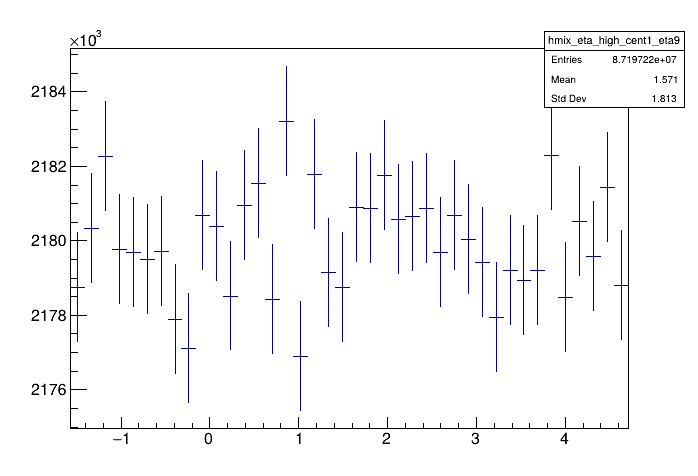 ×10³
hmix_eta_high_cent1_eta9
Entries 8.719722e+07
Mean 1.571
Std Dev 1.813
2184
2182
2180
2178
2176
−1 0 1 2 3 4